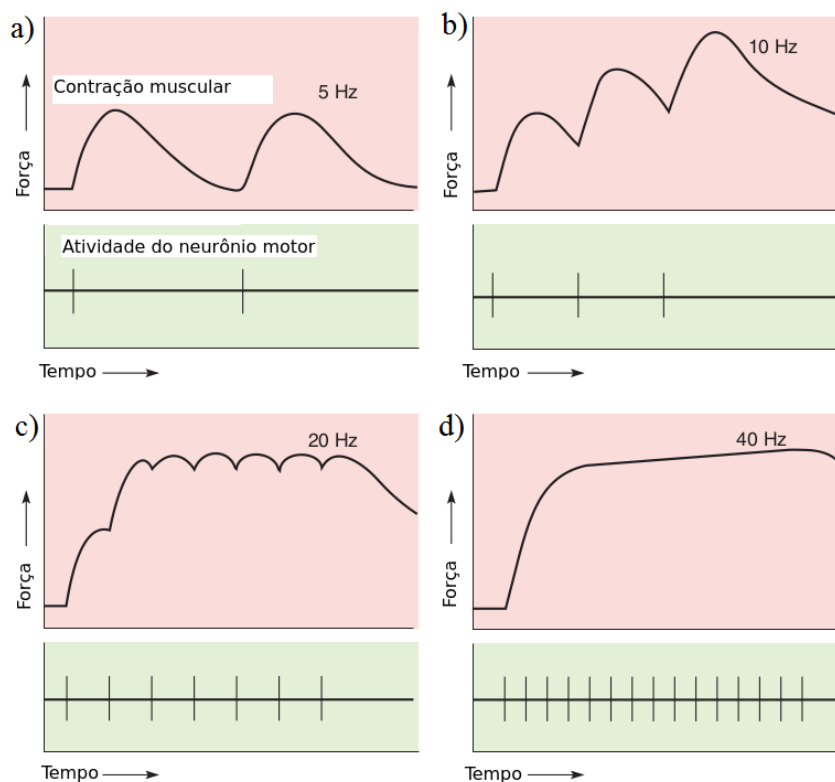 a)
Contração muscular
5 Hz
Força
Atividade do neurônio motor
Tempo
b)
10 Hz
Força
Tempo
c)
20 Hz
Força
Tempo
d)
40 Hz
Força
Tempo